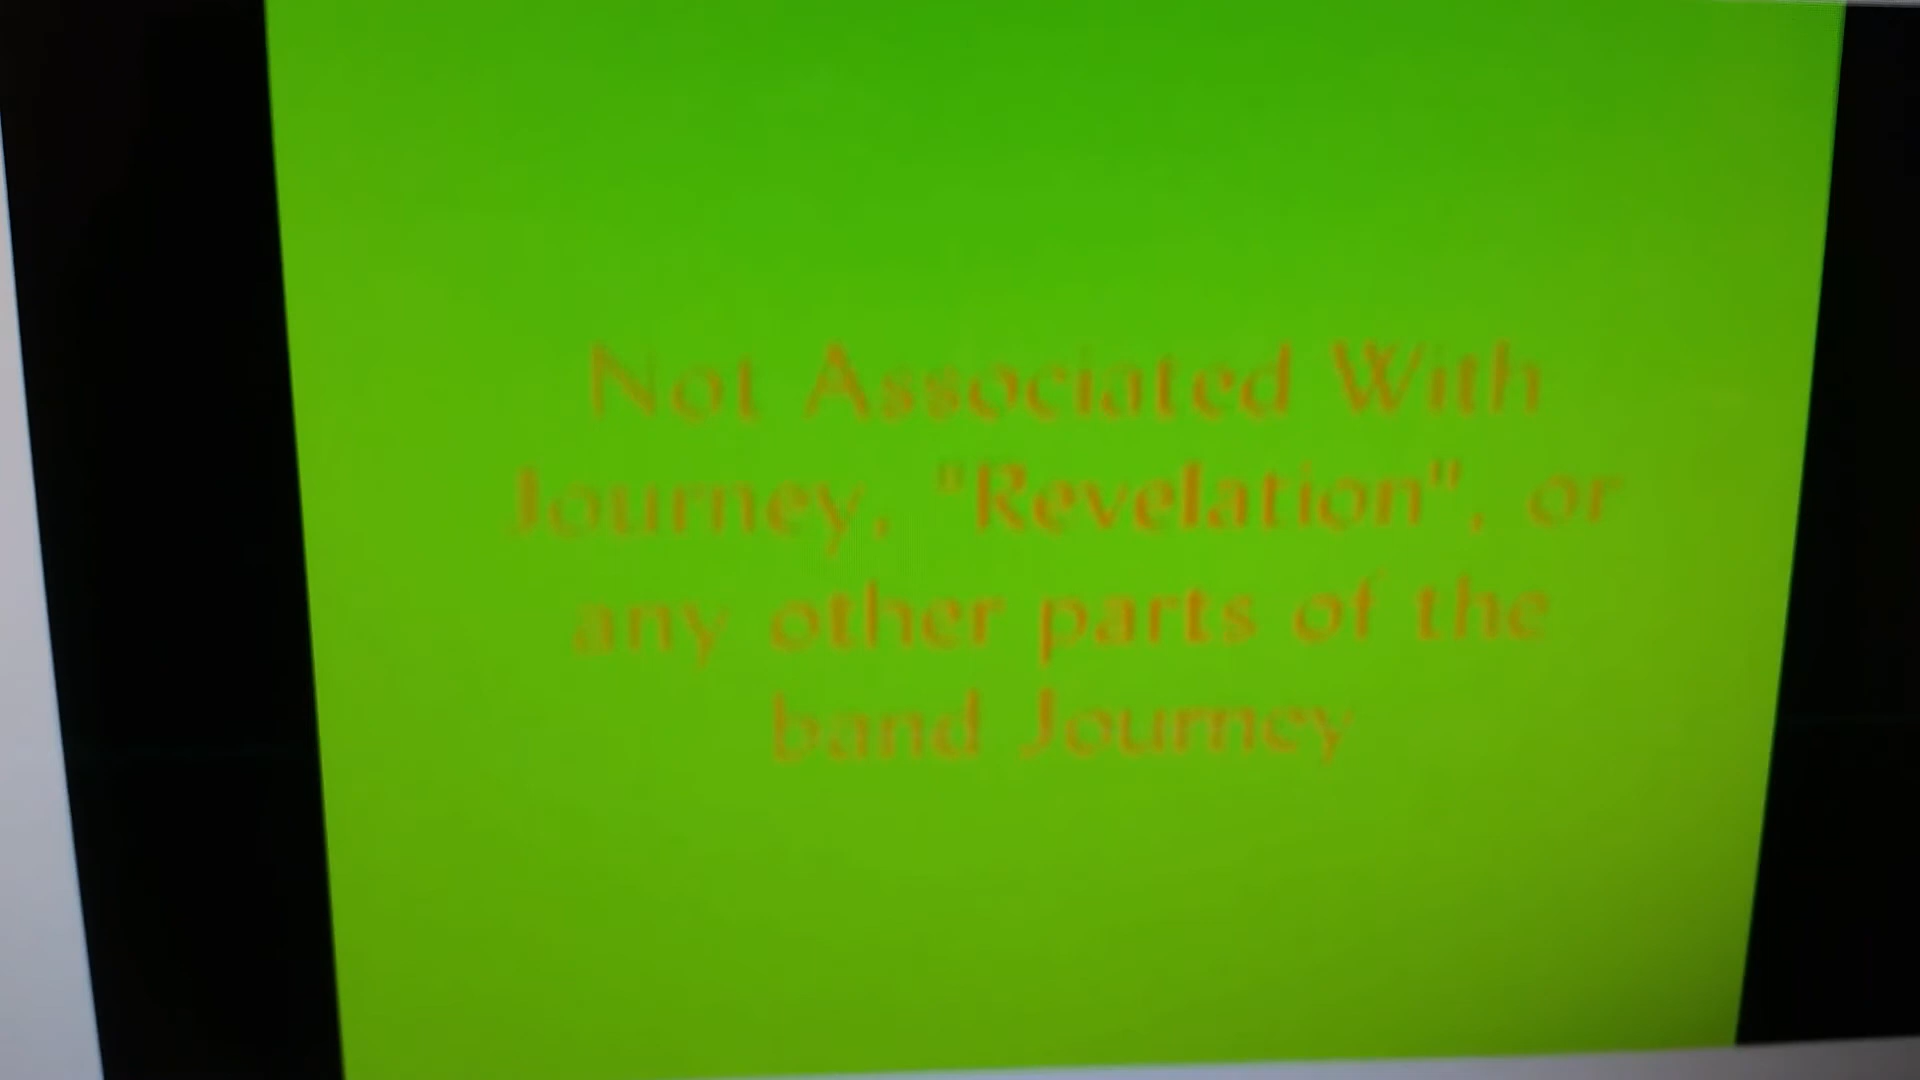 Not Associated With
Journey, "Revelation", or
any other parts of the
band Journey